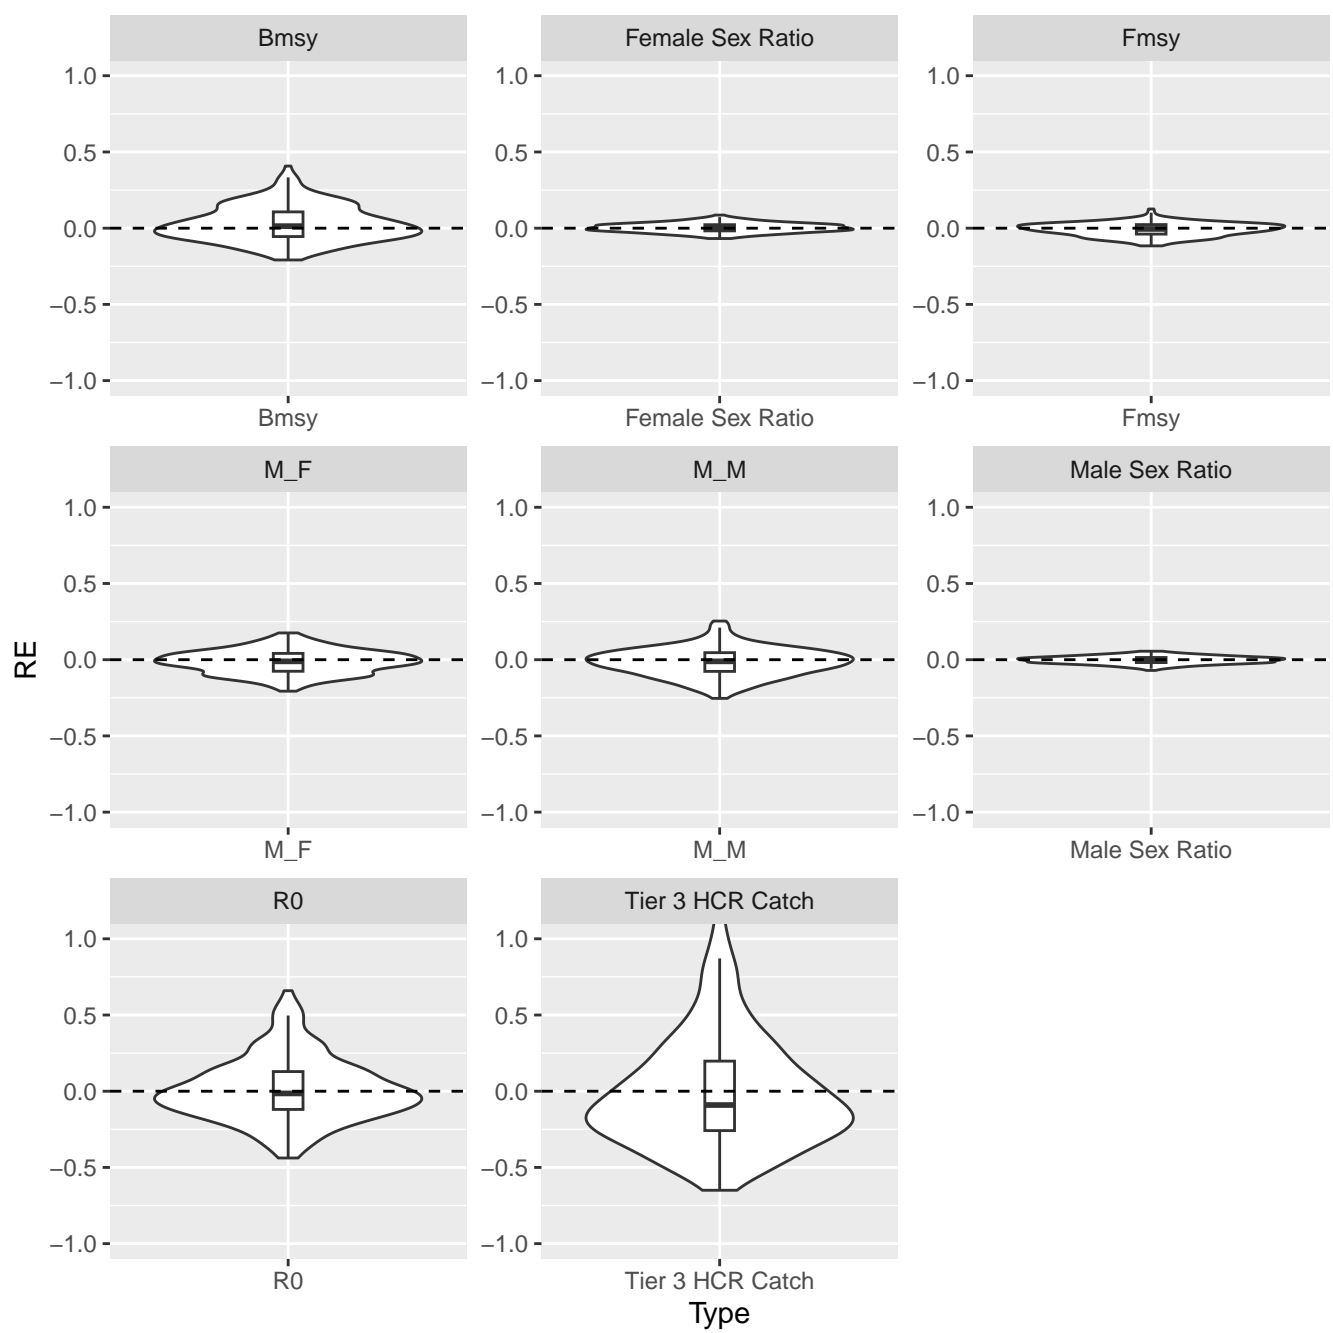 Bmsy Female Sex Ratio Fmsy
1.0 1.0 1.0
0.5 0.5 0.5
0.0 0.0 0.0
−0.5 −0.5 −0.5
−1.0 −1.0 −1.0
Bmsy Female Sex Ratio Fmsy
M_F M_M Male Sex Ratio
1.0 1.0 1.0
0.5 0.5 0.5
RE
0.0 0.0 0.0
−0.5 −0.5 −0.5
−1.0 −1.0 −1.0
M_F M_M Male Sex Ratio
R0 Tier 3 HCR Catch
1.0 1.0
0.5 0.5
0.0 0.0
−0.5 −0.5
−1.0 −1.0
R0 Tier 3 HCR Catch
Type